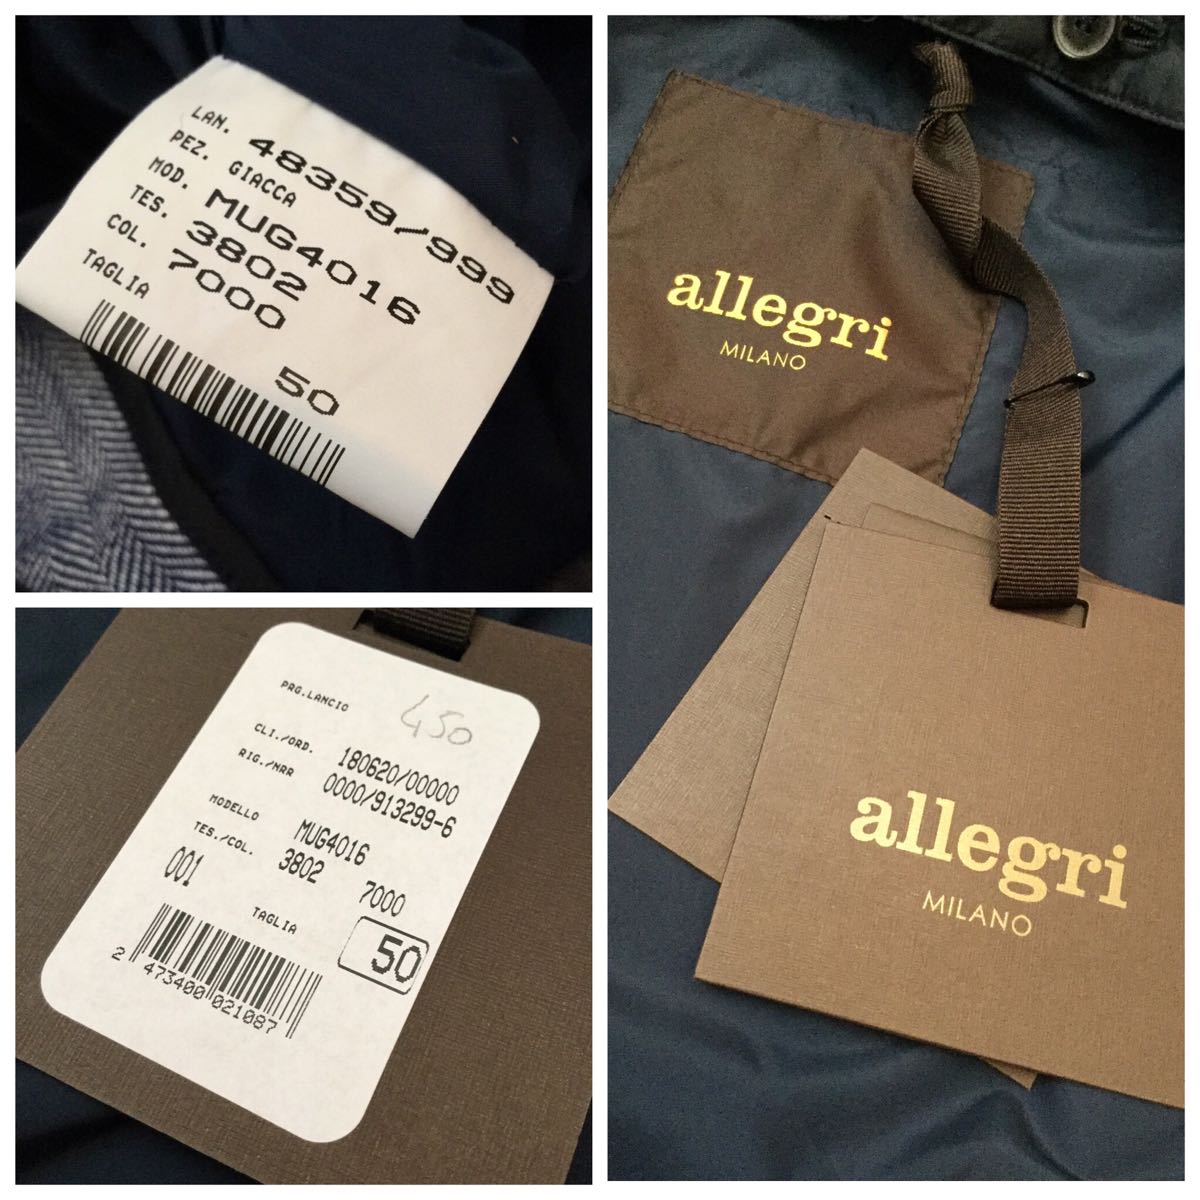 LAN. 48359/999
PEZ. GIACCA
MOD. MUG4016
TES. 3802
COL. 7000
TAGLIA 50
allegri
MILANO
PRG.LANCIO 450
CLI./ORD. 180620/00000
RIG./NRR 0000/913299-6
MODELLO MUG4016
TES./COL. 3802 7000
001
TAGLIA 50
2 473400 021087
allegri
MILANO